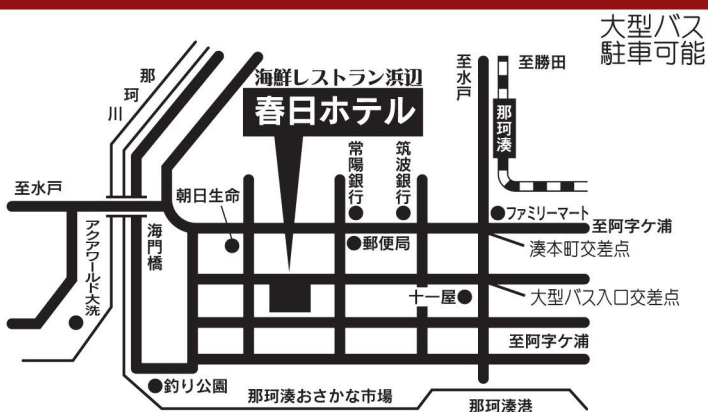 大型バス
駐車可能
那珂川
海鮮レストラン浜辺
春日ホテル
至水戸
至勝田
那珂湊
常陽銀行
筑波銀行
至水戸
朝日生命
ファミリーマート
至阿字ケ浦
アクアワールド大洗
海門橋
郵便局
湊本町交差点
十一屋
大型バス入口交差点
至阿字ケ浦
釣り公園
那珂湊おさかな市場
那珂湊港